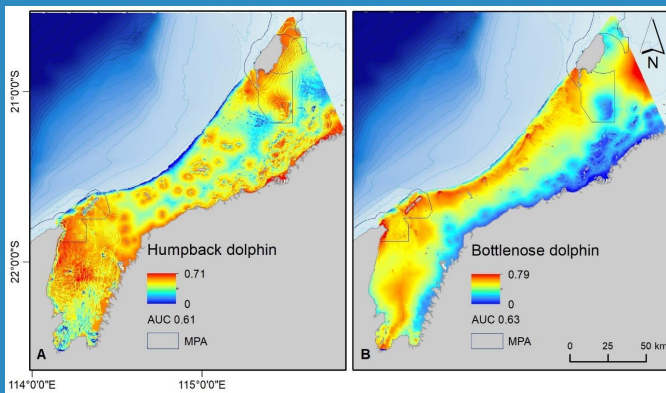 21°0'0"S
22°0'0"S
Humpback dolphin
0.71
0
AUC 0.61
MPA
A
114°0'0"E
115°0'0"E
N
Bottlenose dolphin
0.79
0
AUC 0.63
MPA
0 25 50 km
B